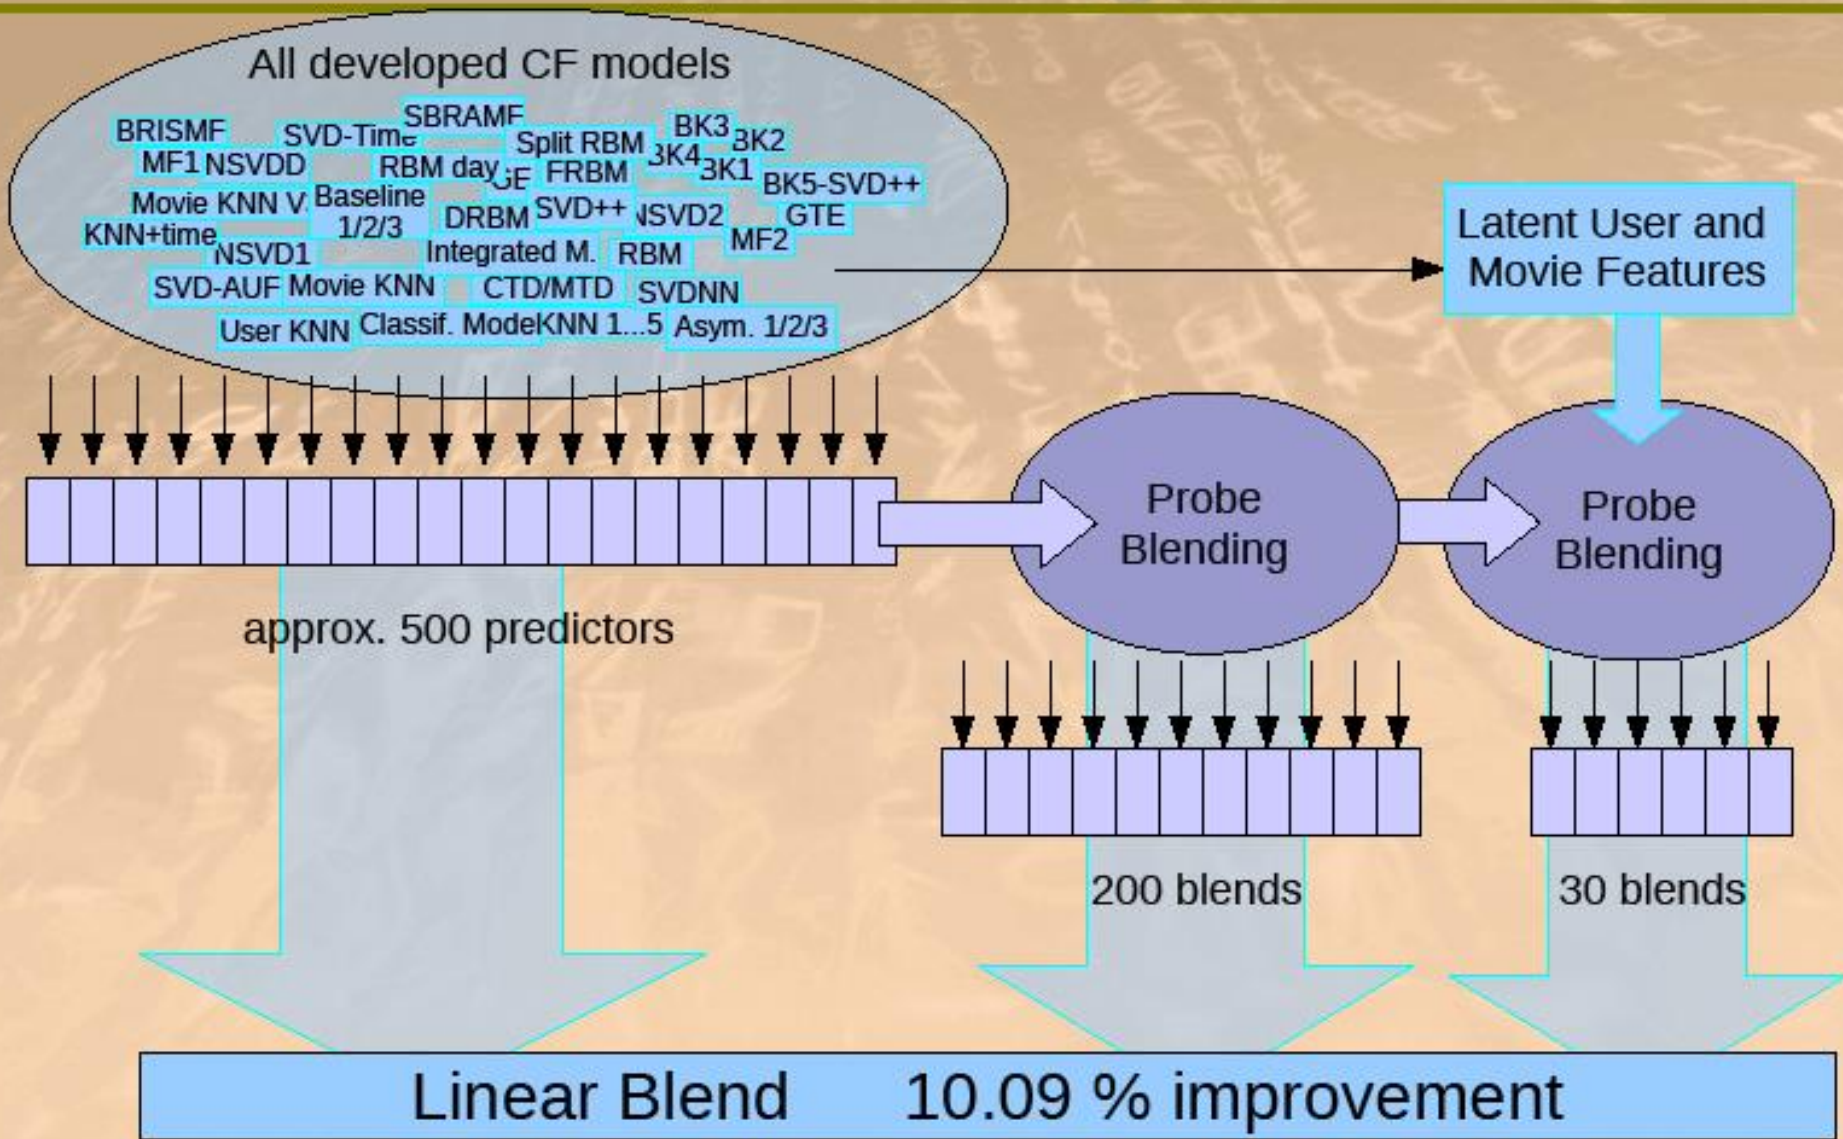 All developed CF models
SBRAMF
BRISMF
SVD-Time
Split RBM
BK3
BK2
MF1
NSVDD
RBM day
FRBM
BK4
BK1
BK5-SVD++
Movie KNN V
Baseline
1/2/3
DRBM
SVD++
NSVD2
GTE
KNN+time
NSVD1
Integrated M.
RBM
MF2
SVD-AUF
Movie KNN
CTD/MTD
SVDNN
User KNN
Classif. Model
KNN 1...5
Asym. 1/2/3
Latent User and
Movie Features
Probe
Blending
Probe
Blending
approx. 500 predictors
200 blends
30 blends
Linear Blend 10.09 % improvement